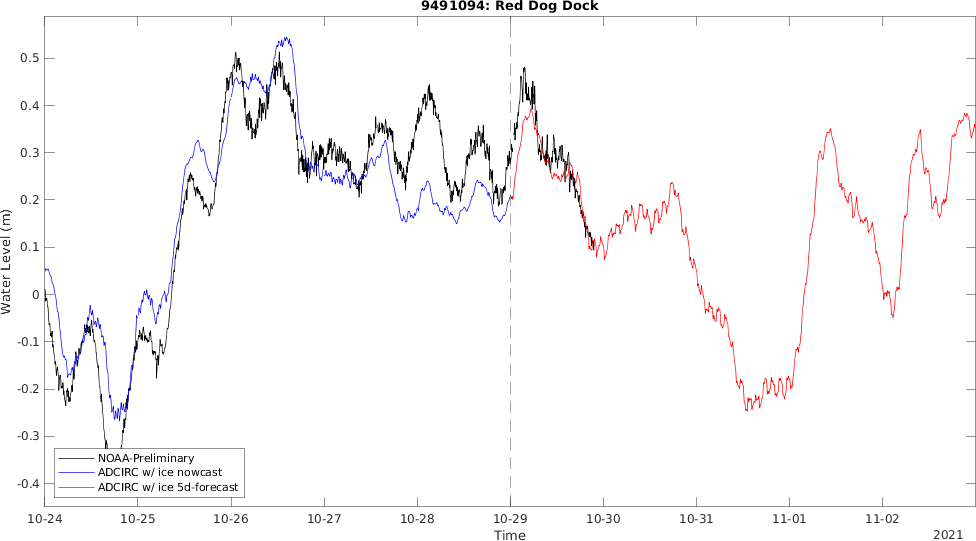 9491094: Red Dog Dock
Water Level (m)
0.5
0.4
0.3
0.2
0.1
0
-0.1
-0.2
-0.3
-0.4
NOAA-Preliminary
ADCIRC w/ ice nowcast
ADCIRC w/ ice 5d-forecast
10-24 10-25 10-26 10-27 10-28 10-29 10-30 10-31 11-01 11-02
Time
2021